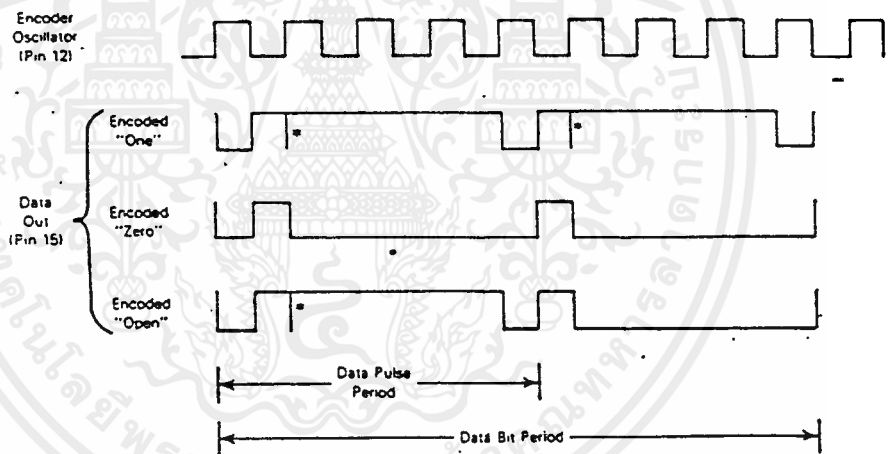 Encoder
Oscillator
(Pin 12)
Encoded
"One"
*
*
Data
Out
(Pin 15)
Encoded
"Zero"
*
Encoded
"Open"
*
Data Pulse
Period
Data Bit Period